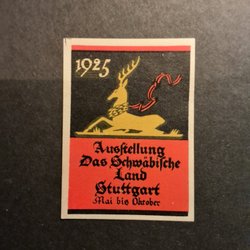 1925
Ausstellung
Das Schwäbische
Land
Stuttgart
Mai bis Oktober